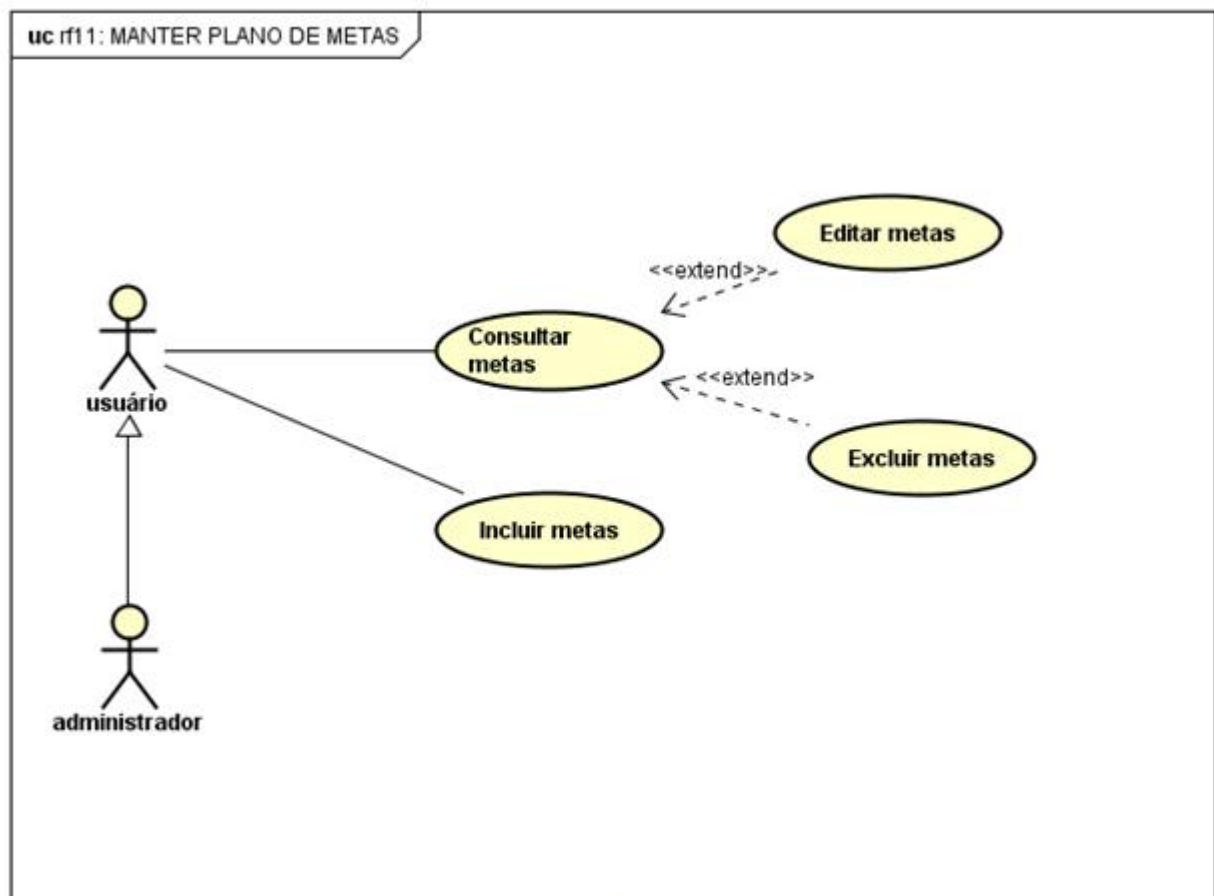 uc rf11: MANTER PLANO DE METAS
Editar metas
<<extend>>
Consultar
metas
<<extend>>
usuário
Excluir metas
Incluir metas
administrador